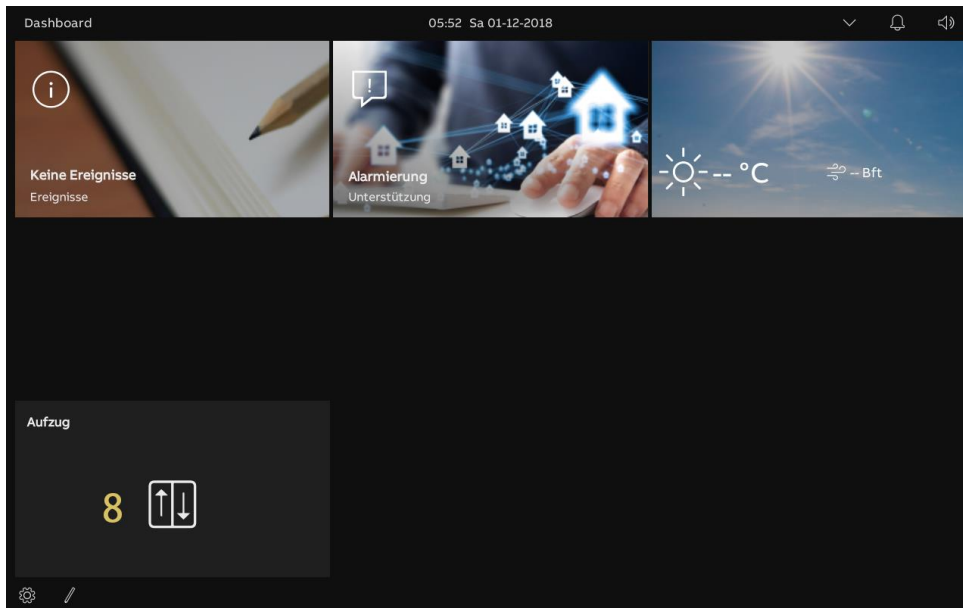 Dashboard
05:52 Sa 01-12-2018
Keine Ereignisse
Ereignisse
Alarmierung
Unterstützung
-- °C
-- Bft
Aufzug
8